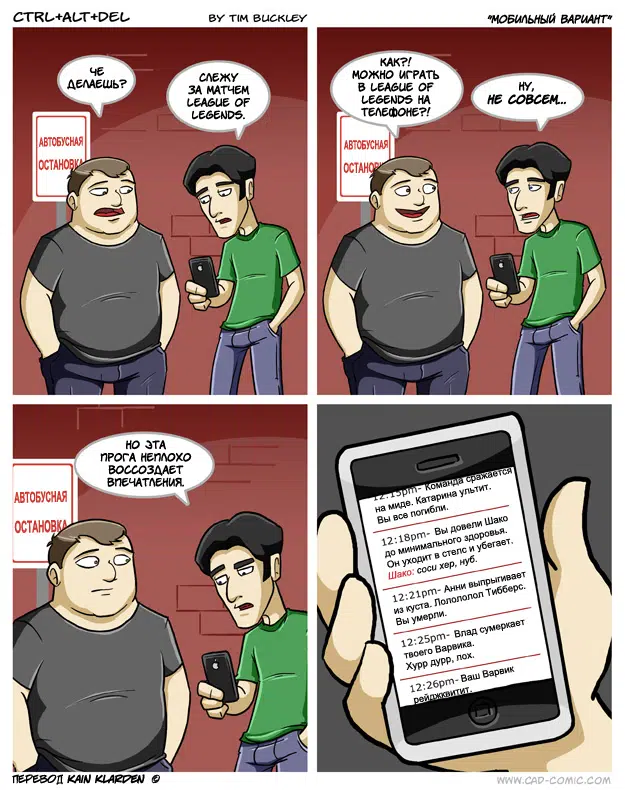 CTRL+ALT+DEL
BY TIM BUCKLEY
"МОБИЛЬНЫЙ ВАРИАНТ"
ЧЕ
ДЕЛАЕШЬ?
СЛЕЖУ
ЗА МАТЧЕМ
LEAGUE OF
LEGENDS.
АВТОБУСНАЯ
ОСТАНОВКА
КАК?!
МОЖНО ИГРАТЬ
В LEAGUE OF
LEGENDS НА
ТЕЛЕФОНЕ?!
НУ,
НЕ СОВСЕМ...
АВТОБУСНАЯ
ОСТАНОВКА
НО ЭТА
ПРОГА НЕПЛОХО
ВОССОЗДАЕТ
ВПЕЧАТЛЕНИЯ.
АВТОБУСНАЯ
ОСТАНОВКА
12:15pm- Команда сражается
на миде. Катарина ультит.
Вы все погибли.
12:18pm- Вы довели Шако
до минимального здоровья.
Он уходит в стелс и убегает.
Шако: соси хер, нуб.
12:21pm- Анни выпрыгивает
из куста. Лолололол Тибберс.
Вы умерли.
12:25pm- Влад сумеркает
твоего Варвика.
Хурр дурр, лох.
12:26pm- Ваш Варвик
рейджквитит.
ПЕРЕВОД KAIN KLARDEN ©
WWW.CAD-COMIC.COM